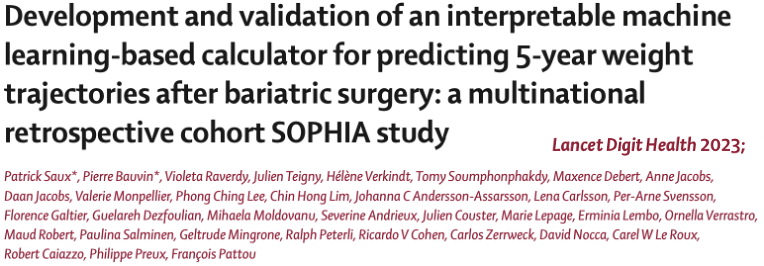 Development and validation of an interpretable machine
learning-based calculator for predicting 5-year weight
trajectories after bariatric surgery: a multinational
retrospective cohort SOPHIA study
Lancet Digit Health 2023;
Patrick Saux*, Pierre Bauvin*, Violeta Raverdy, Julien Teigny, Hélène Verkindt, Tomy Soumphonphakdy, Maxence Debert, Anne Jacobs,
Daan Jacobs, Valerie Monpellier, Phong Ching Lee, Chin Hong Lim, Johanna C Andersson-Assarsson, Lena Carlsson, Per-Arne Svensson,
Florence Galtier, Guelareh Dezfoulian, Mihaela Moldovanu, Severine Andrieux, Julien Couster, Marie Lepage, Erminia Lembo, Ornella Verrastro,
Maud Robert, Paulina Salminen, Geltrude Mingrone, Ralph Peterli, Ricardo V Cohen, Carlos Zerrweck, David Nocca, Carel W Le Roux,
Robert Caiazzo, Philippe Preux, François Pattou